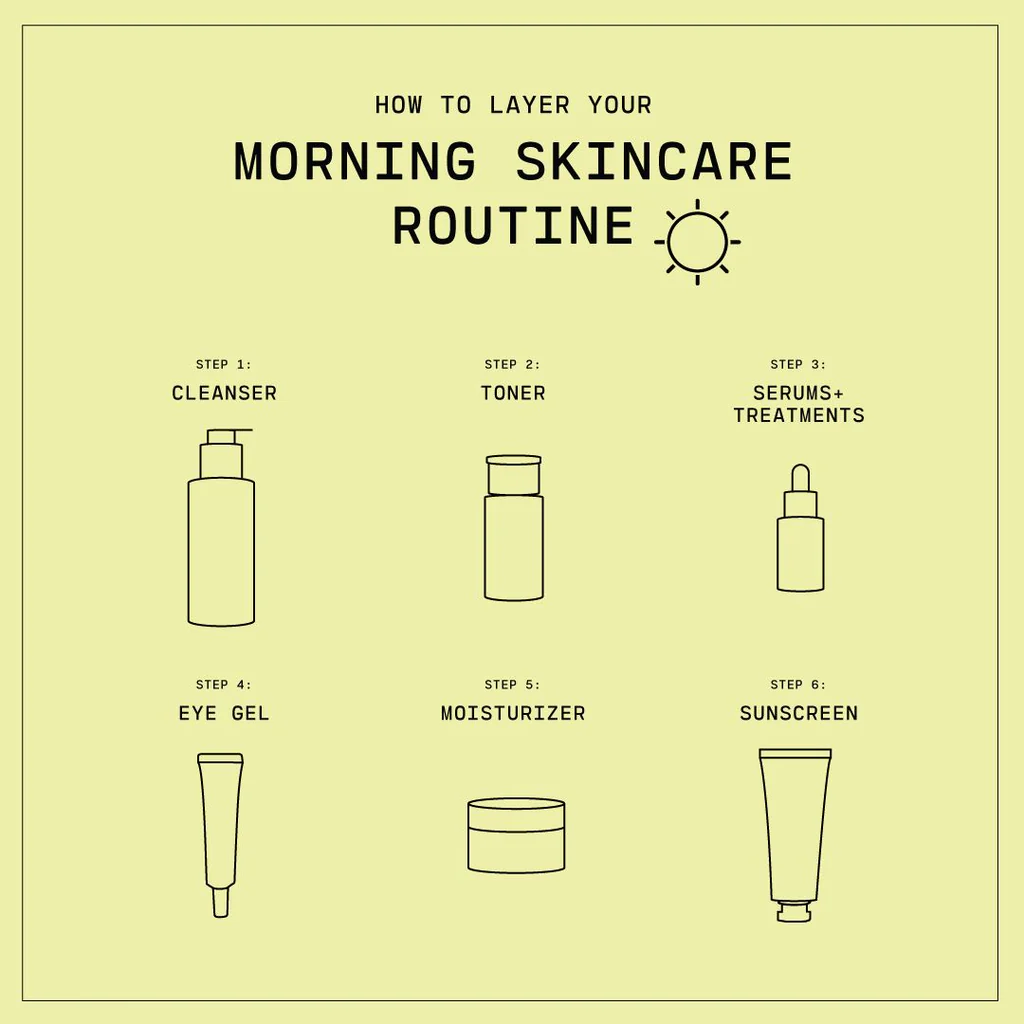 HOW TO LAYER YOUR
MORNING SKINCARE
ROUTINE
STEP 1:
CLEANSER
STEP 2:
TONER
STEP 3:
SERUMS+
TREATMENTS
STEP 4:
EYE GEL
STEP 5:
MOISTURIZER
STEP 6:
SUNSCREEN